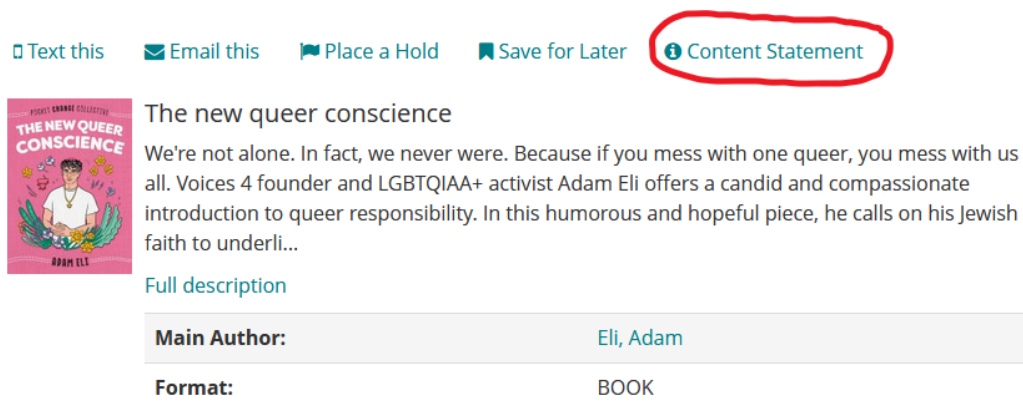 Text this
Email this
Place a Hold
Save for Later
Content Statement
POCKET CHANGE COLLECTIVE
THE NEW QUEER
CONSCIENCE
ADAM ELI
The new queer conscience
We're not alone. In fact, we never were. Because if you mess with one queer, you mess with us
all. Voices 4 founder and LGBTQIAA+ activist Adam Eli offers a candid and compassionate
introduction to queer responsibility. In this humorous and hopeful piece, he calls on his Jewish
faith to underli...
Full description
Main Author: Eli, Adam
Format: BOOK